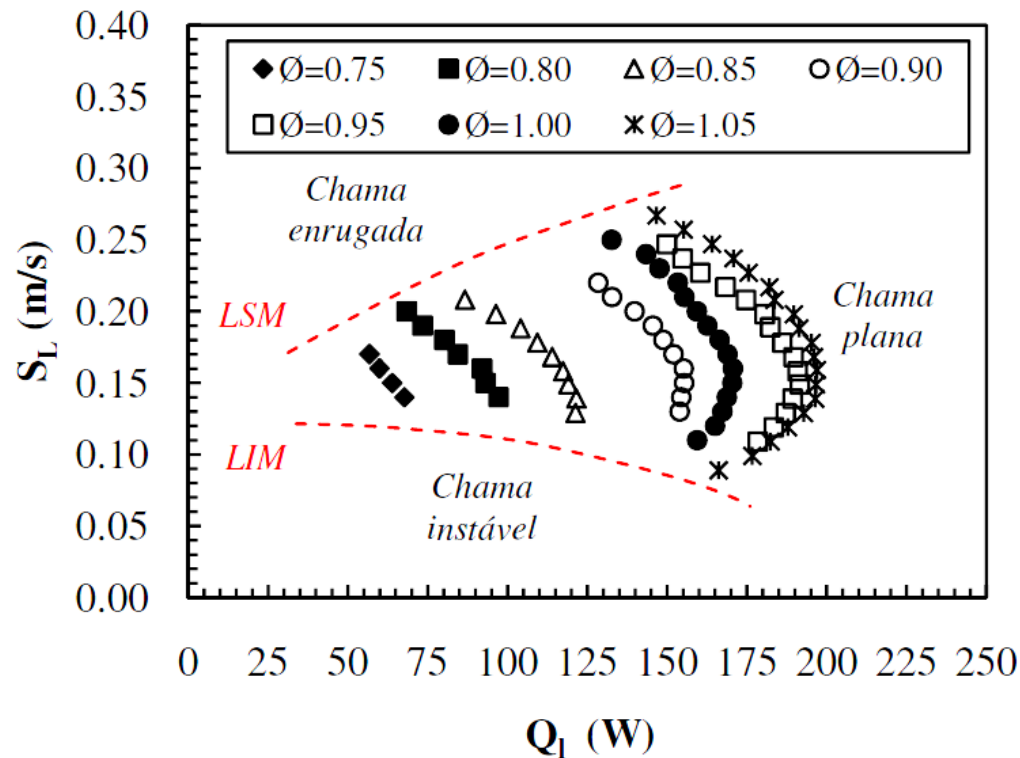 0.40
Ø=0.75 Ø=0.80 Ø=0.85 Ø=0.90
0.35
Ø=0.95 Ø=1.00 Ø=1.05
0.30
Chama
enrugada
0.25
Chama
plana
LSM
0.20
S_L (m/s)
0.15
LIM
0.10
Chama
instável
0.05
0.00
0 25 50 75 100 125 150 175 200 225 250
Q_l (W)